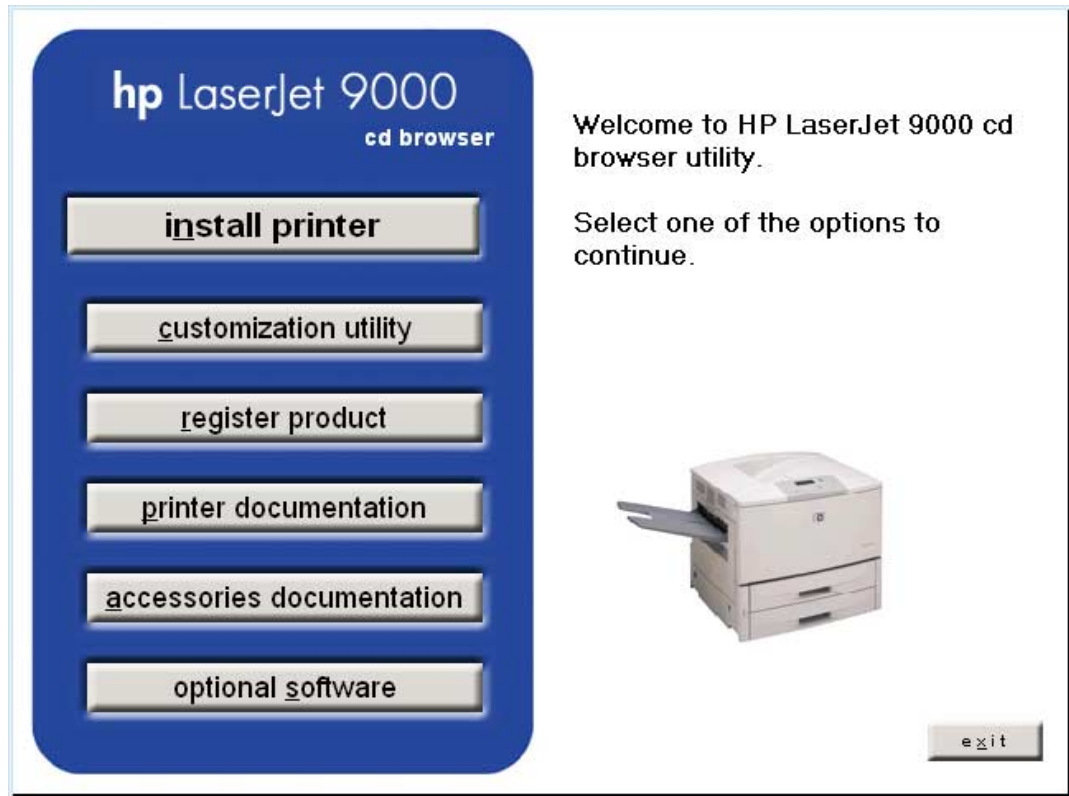 hp LaserJet 9000
cd browser
install printer
customization utility
register product
printer documentation
accessories documentation
optional software
Welcome to HP LaserJet 9000 cd
browser utility.
Select one of the options to
continue.
exit